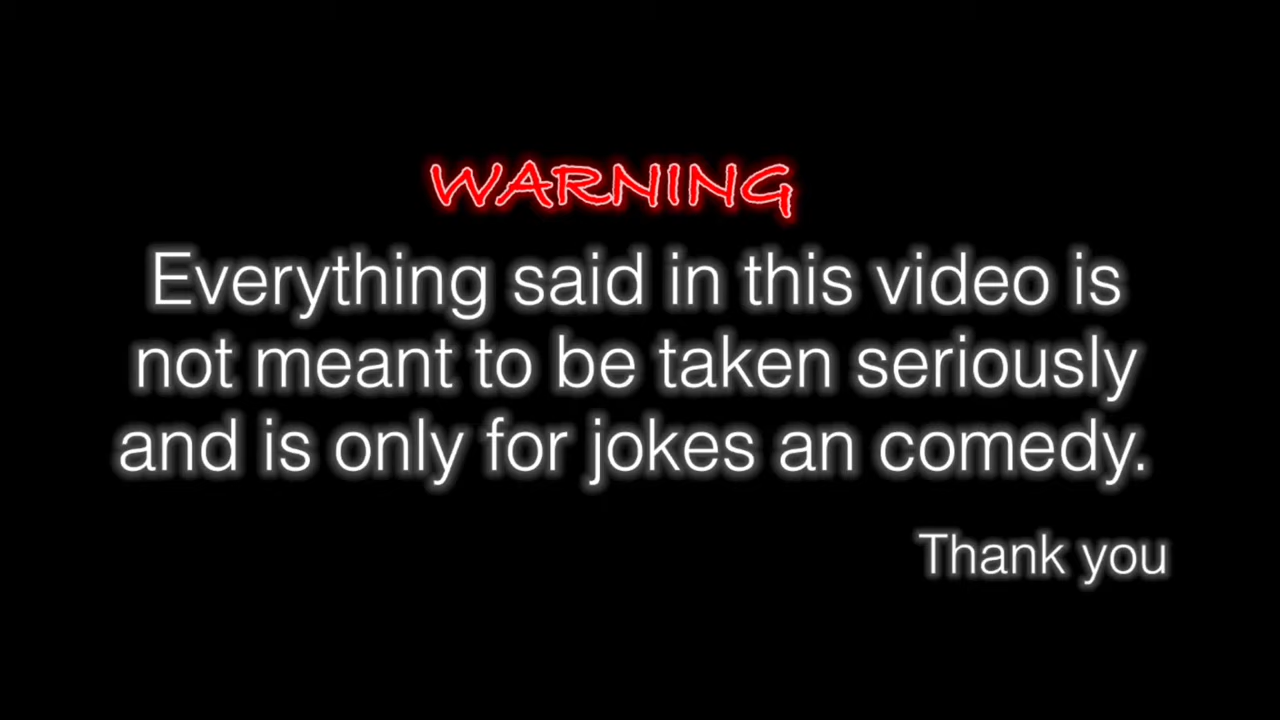 WARNING
Everything said in this video is
not meant to be taken seriously
and is only for jokes an comedy.
Thank you